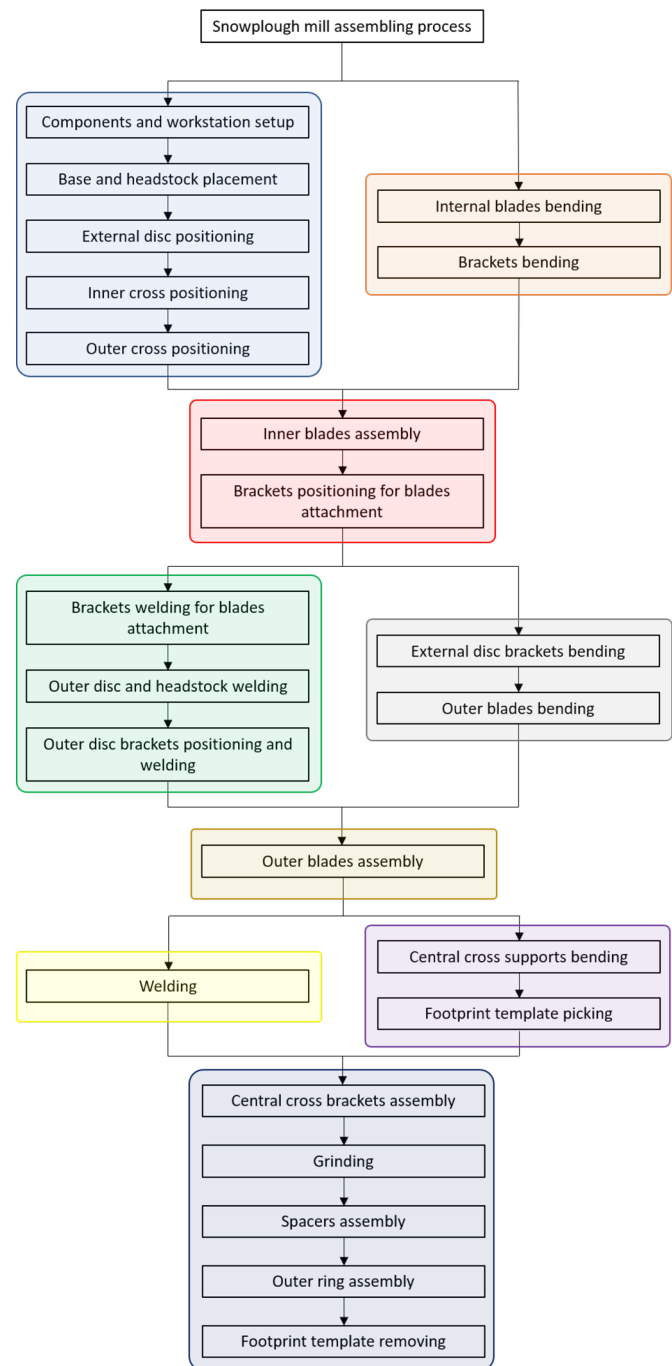 Snowplough mill assembling process
Components and workstation setup
Base and headstock placement
External disc positioning
Inner cross positioning
Outer cross positioning
Internal blades bending
Brackets bending
Inner blades assembly
Brackets positioning for blades
attachment
Brackets welding for blades
attachment
Outer disc and headstock welding
Outer disc brackets positioning and
welding
External disc brackets bending
Outer blades bending
Outer blades assembly
Welding
Central cross supports bending
Footprint template picking
Central cross brackets assembly
Grinding
Spacers assembly
Outer ring assembly
Footprint template removing